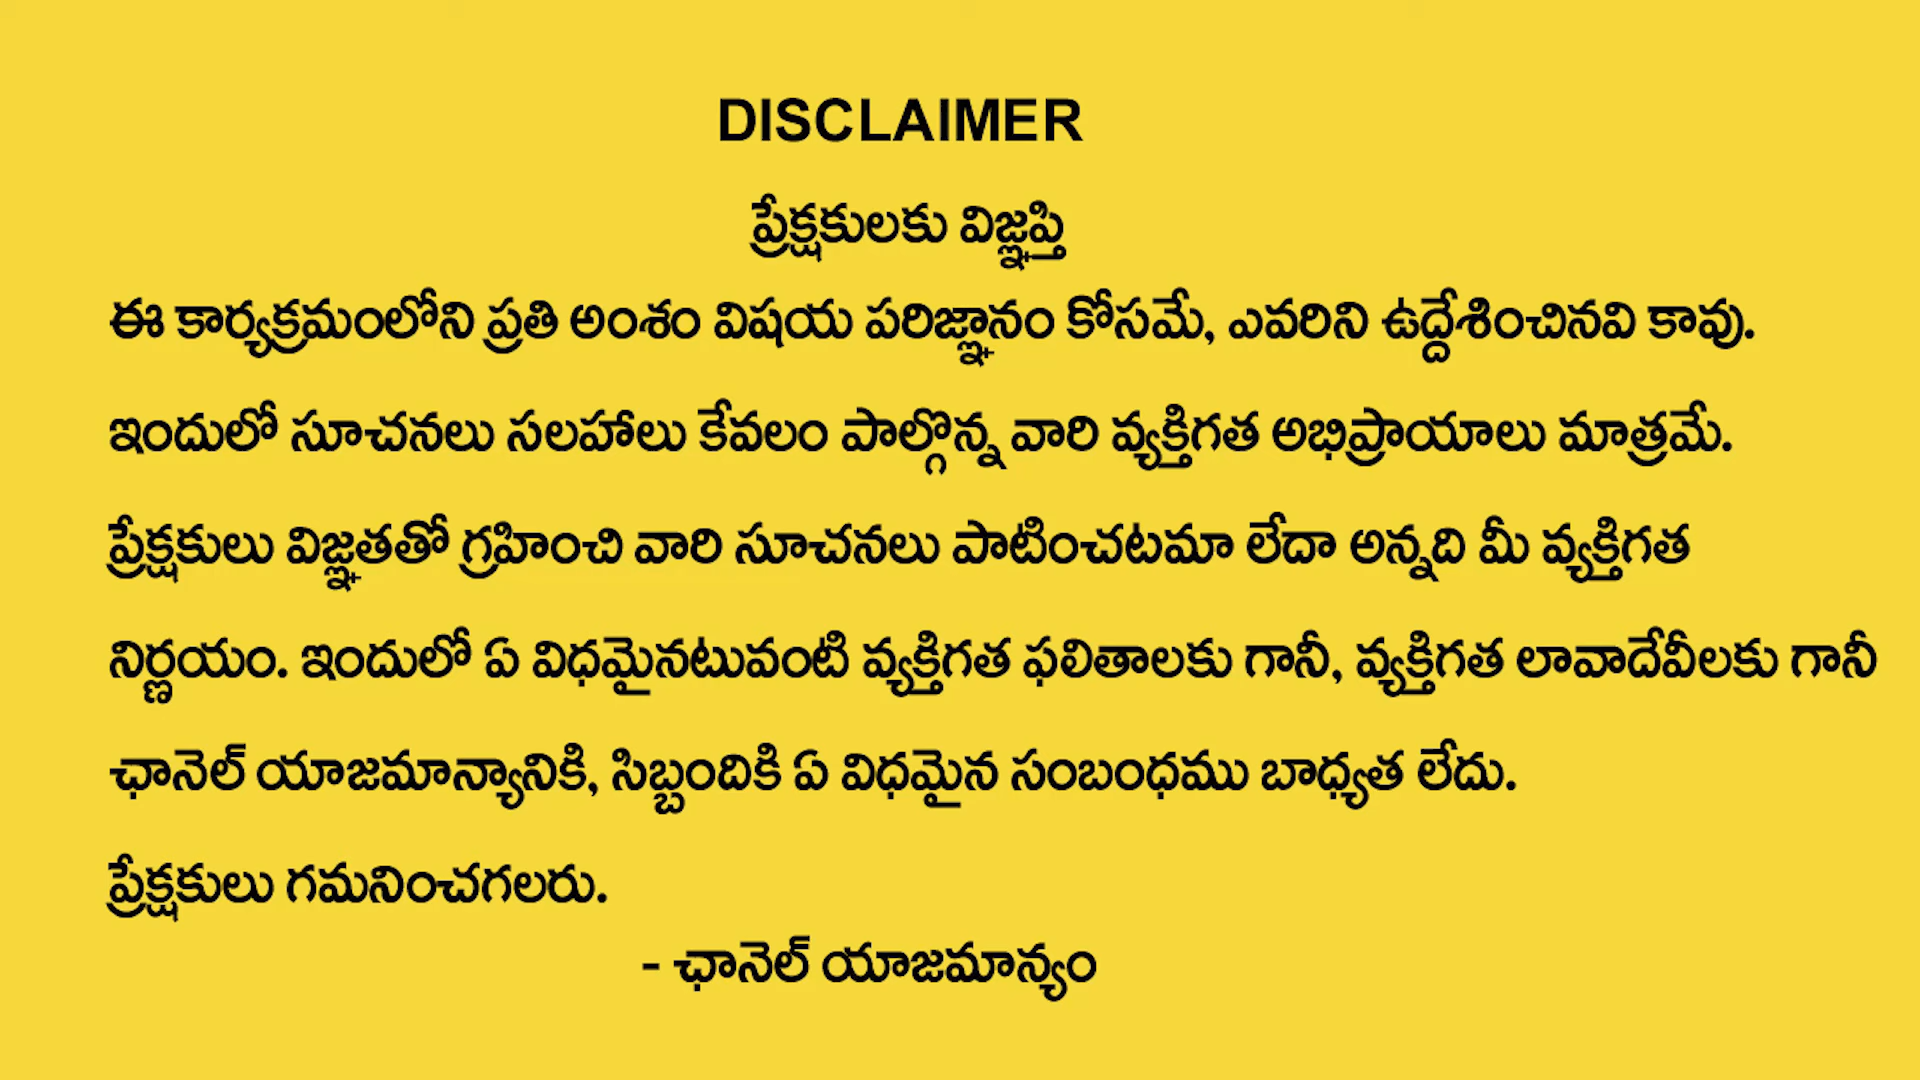 DISCLAIMER
ప్రేక్షకులకు విజ్ఞప్తి
ఈ కార్యక్రమంలోని ప్రతి అంశం విషయ పరిజ్ఞానం కోసమే, ఎవరిని ఉద్దేశించినవి కావు.
ఇందులో సూచనలు సలహాలు కేవలం పాల్గొన్న వారి వ్యక్తిగత అభిప్రాయాలు మాత్రమే.
ప్రేక్షకులు విజ్ఞతతో గ్రహించి వారి సూచనలు పాటించటమా లేదా అన్నది మీ వ్యక్తిగత
నిర్ణయం. ఇందులో ఏ విధమైనటువంటి వ్యక్తిగత ఫలితాలకు గానీ, వ్యక్తిగత లావాదేవీలకు గానీ
ఛానెల్ యాజమాన్యానికి, సిబ్బందికి ఏ విధమైన సంబంధము బాధ్యత లేదు.
ప్రేక్షకులు గమనించగలరు.
- ఛానెల్ యాజమాన్యం